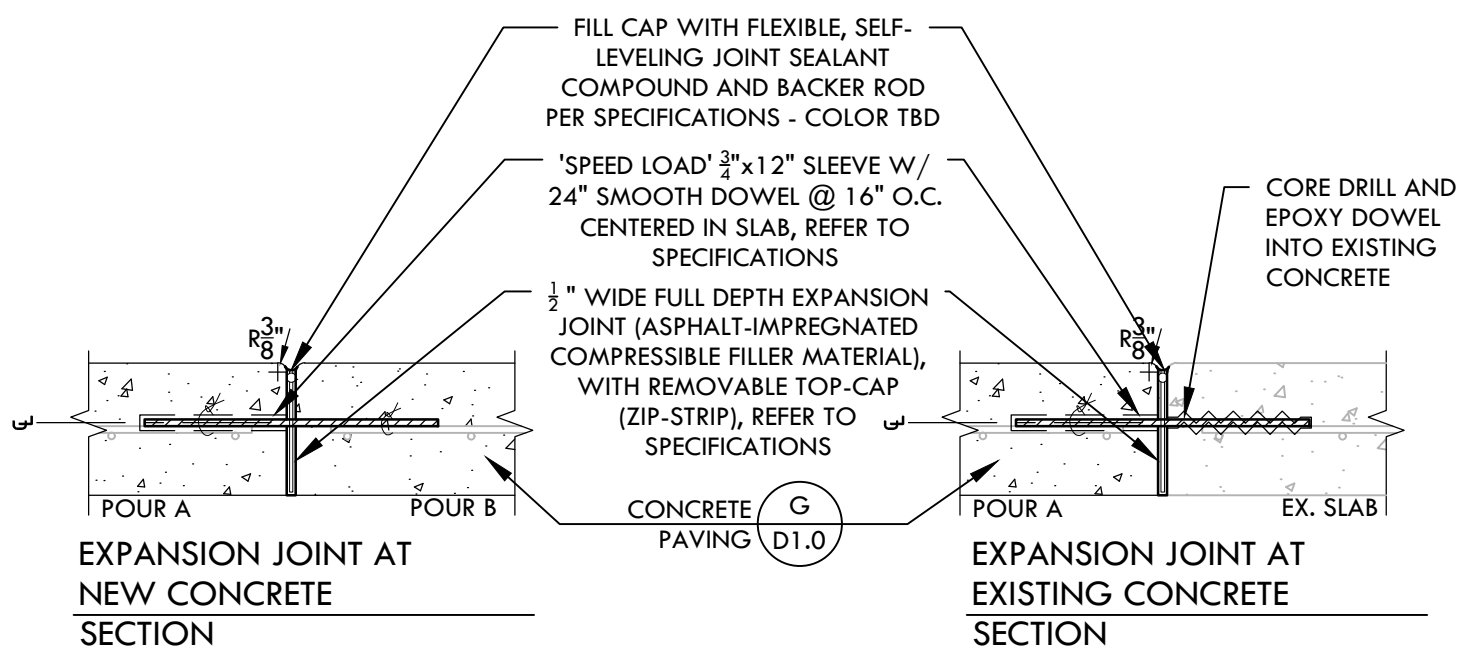 FILL CAP WITH FLEXIBLE, SELF-
LEVELING JOINT SEALANT
COMPOUND AND BACKER ROD
PER SPECIFICATIONS - COLOR TBD
'SPEED LOAD' 3/4"x12" SLEEVE W/
24" SMOOTH DOWEL @ 16" O.C.
CENTERED IN SLAB, REFER TO
SPECIFICATIONS
1/2" WIDE FULL DEPTH EXPANSION
JOINT (ASPHALT-IMPREGNATED
COMPRESSIBLE FILLER MATERIAL),
WITH REMOVABLE TOP-CAP
(ZIP-STRIP), REFER TO
SPECIFICATIONS
CORE DRILL AND
EPOXY DOWEL
INTO EXISTING
CONCRETE
R3/8"
R3/8"
℄
℄
POUR A
POUR B
CONCRETE
PAVING
G
D1.0
POUR A
EX. SLAB
EXPANSION JOINT AT
NEW CONCRETE
SECTION
EXPANSION JOINT AT
EXISTING CONCRETE
SECTION